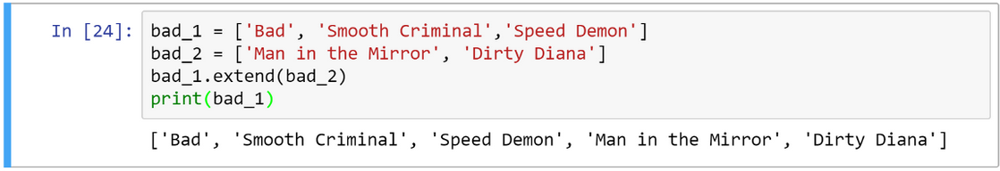 In [24]: bad_1 = ['Bad', 'Smooth Criminal','Speed Demon']
bad_2 = ['Man in the Mirror', 'Dirty Diana']
bad_1.extend(bad_2)
print(bad_1)
['Bad', 'Smooth Criminal', 'Speed Demon', 'Man in the Mirror', 'Dirty Diana']